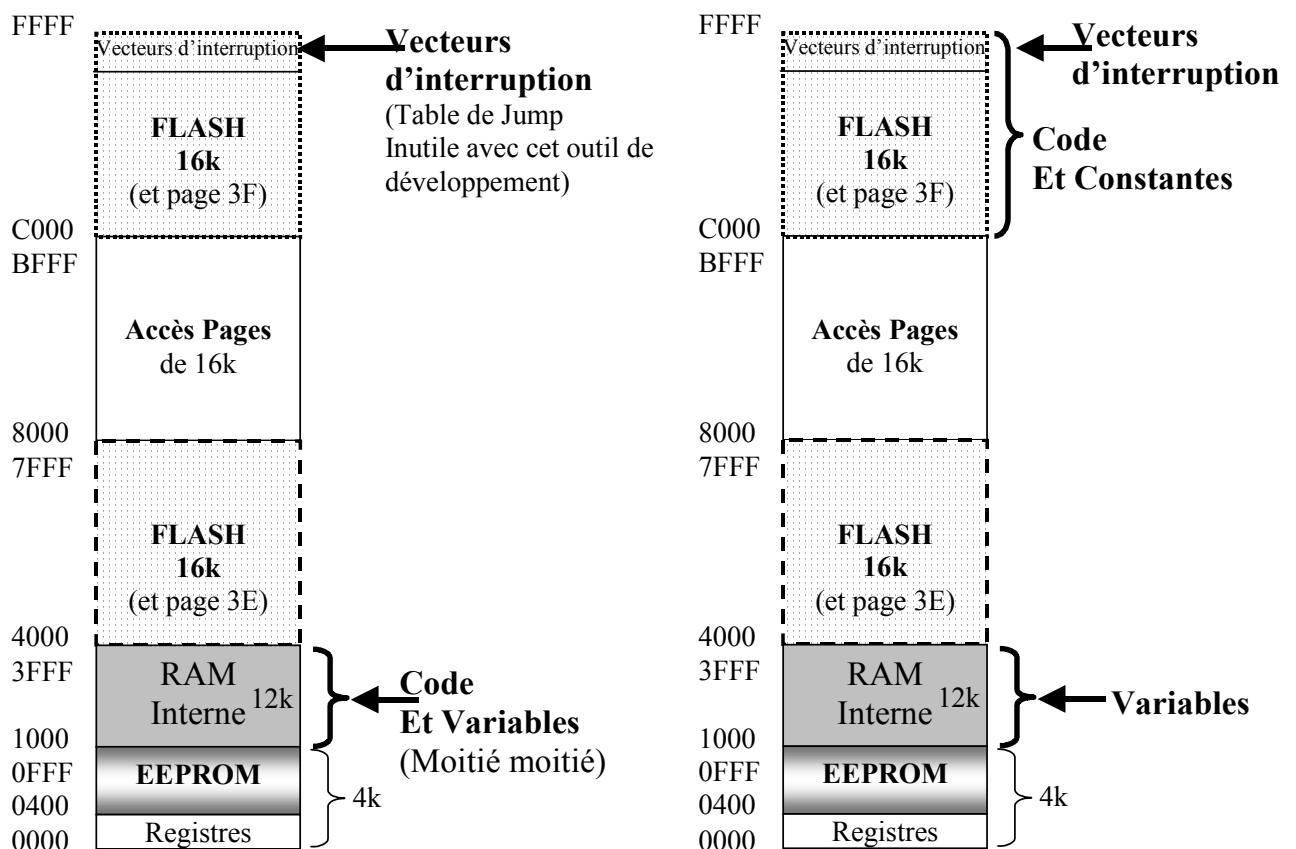 FFFF
Vecteurs d’interruption
Vecteurs
d’interruption
(Table de Jump
Inutile avec cet outil de
développement)
FLASH
16k
(et page 3F)
C000
BFFF
Accès Pages
de 16k
8000
7FFF
FLASH
16k
(et page 3E)
4000
3FFF
RAM
Interne 12k
Code
Et Variables
(Moitié moitié)
1000
0FFF
EEPROM
4k
0400
Registres
0000
FFFF
Vecteurs d’interruption
Vecteurs
d’interruption
FLASH
16k
(et page 3F)
Code
Et Constantes
C000
BFFF
Accès Pages
de 16k
8000
7FFF
FLASH
16k
(et page 3E)
4000
3FFF
RAM
Interne 12k
Variables
1000
0FFF
EEPROM
4k
0400
Registres
0000